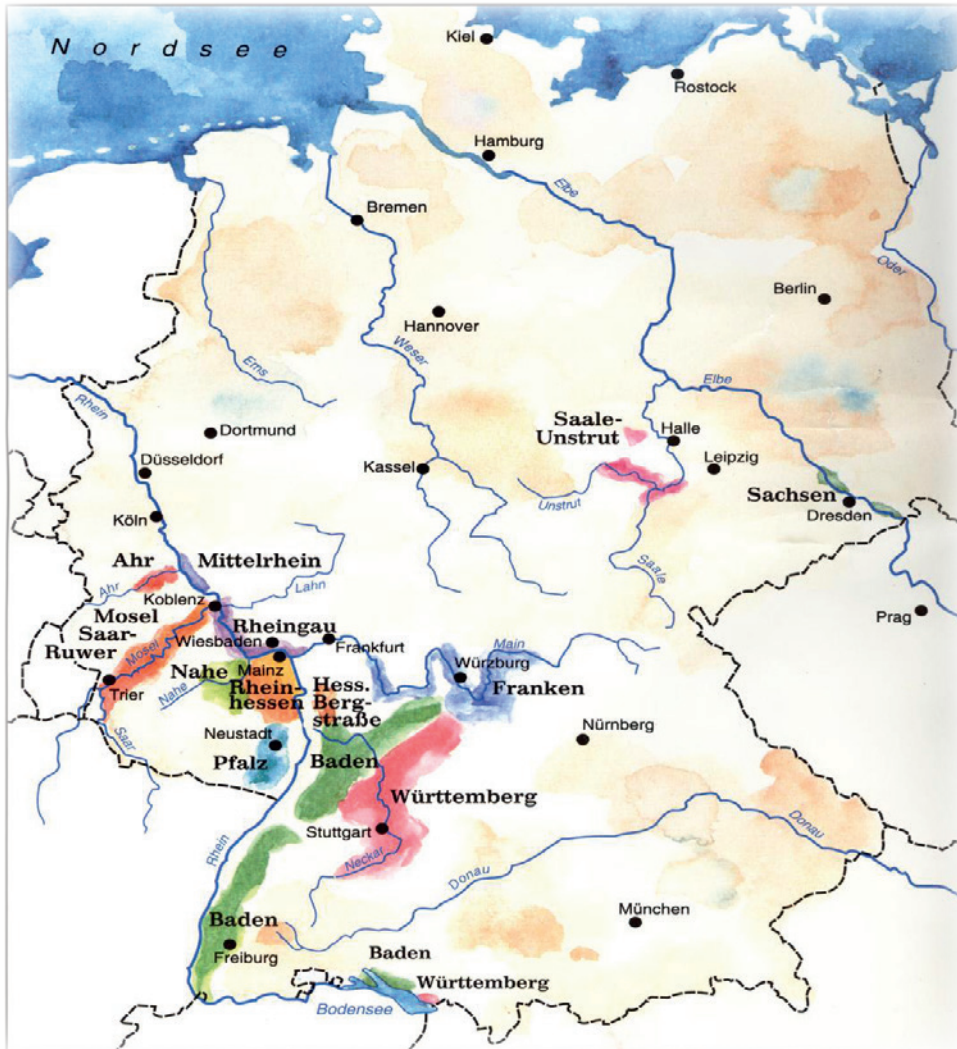 Nordsee
Kiel
Rostock
Hamburg
Elbe
Bremen
Oder
Berlin
Hannover
Weser
Ems
Elbe
Rhein
Dortmund
Saale-
Unstrut
Halle
Düsseldorf
Kassel
Leipzig
Unstrut
Sachsen
Dresden
Köln
Ahr
Mittelrhein
Ahr
Lahn
Saale
Koblenz
Prag
Mosel
Saar-
Ruwer
Mosel
Rheingau
Wiesbaden
Frankfurt
Main
Mainz
Würzburg
Nahe
Trier
Nahe
Rhein-
hessen
Hess.
Berg-
straße
Franken
Neustadt
Nürnberg
Saar
Pfalz
Baden
Württemberg
Stuttgart
Donau
Rhein
Neckar
Donau
Baden
München
Freiburg
Baden
Württemberg
Bodensee